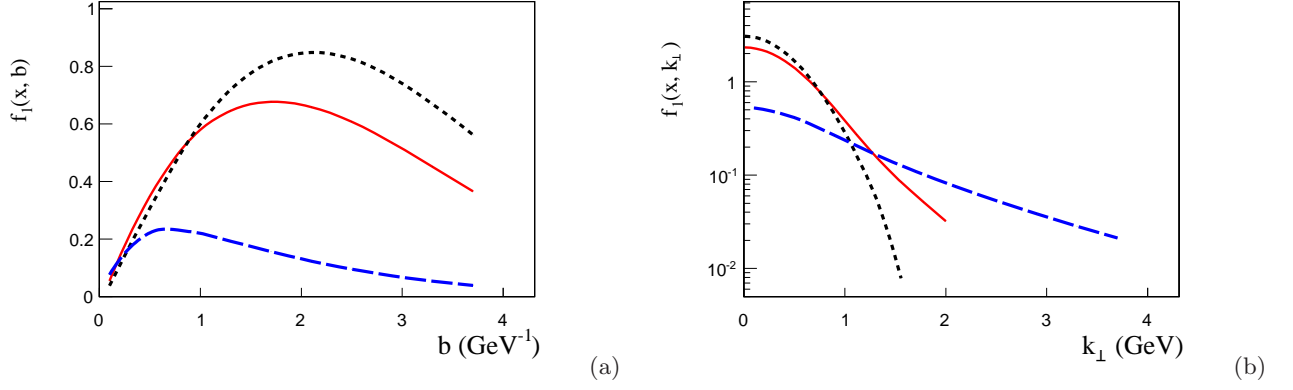 f₁(x, b)
1
0.8
0.6
0.4
0.2
0
0 1 2 3 4
b (GeV⁻¹)
(a)
f₁(x, k⊥)
1
10⁻¹
10⁻²
0 1 2 3 4
k⊥ (GeV)
(b)